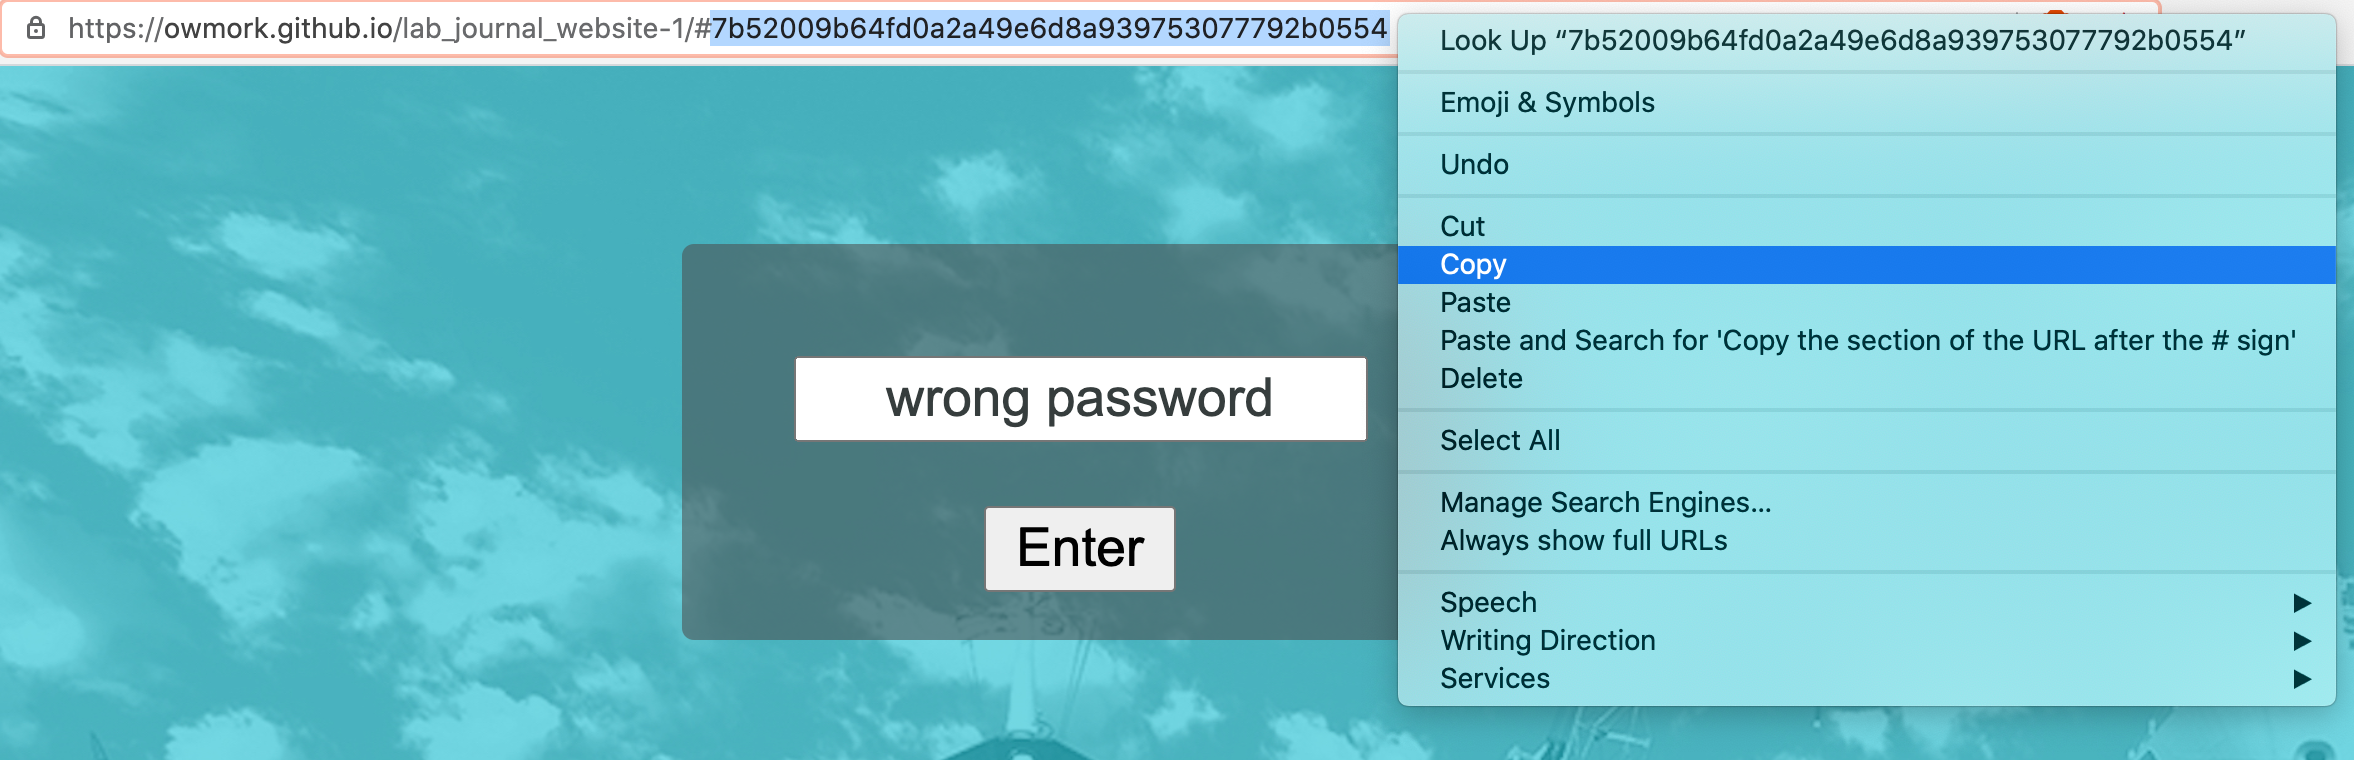 https://owmork.github.io/lab_journal_website-1/#7b52009b64fd0a2a49e6d8a939753077792b0554
Look Up “7b52009b64fd0a2a49e6d8a939753077792b0554”
Emoji & Symbols
Undo
Cut
Copy
Paste
Paste and Search for 'Copy the section of the URL after the # sign'
Delete
Select All
Manage Search Engines...
Always show full URLs
Speech
Writing Direction
Services
wrong password
Enter